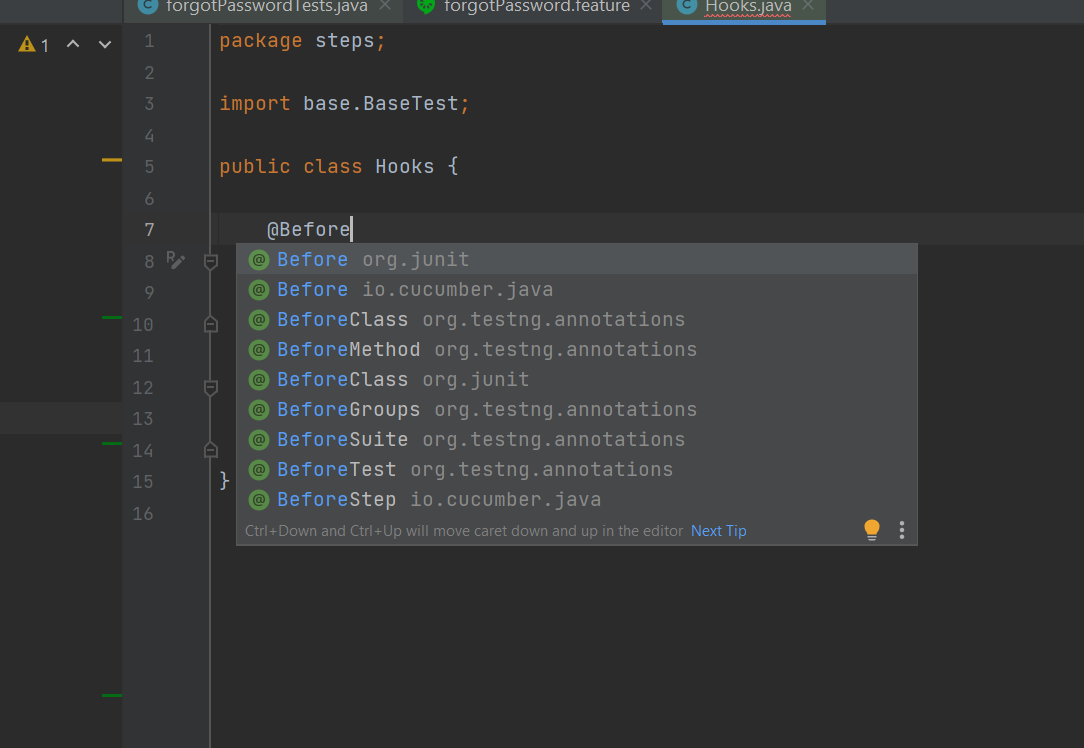 forgotPasswordTests.java
forgotPassword.feature
Hooks.java
1
1 package steps;
2
3 import base.BaseTest;
4
5 public class Hooks {
6
7 @Before
8
9
10
11
12
13
14
15 }
16
@ Before org.junit
@ Before io.cucumber.java
@ BeforeClass org.testng.annotations
@ BeforeMethod org.testng.annotations
@ BeforeClass org.junit
@ BeforeGroups org.testng.annotations
@ BeforeSuite org.testng.annotations
@ BeforeTest org.testng.annotations
@ BeforeStep io.cucumber.java
Ctrl+Down and Ctrl+Up will move caret down and up in the editor Next Tip